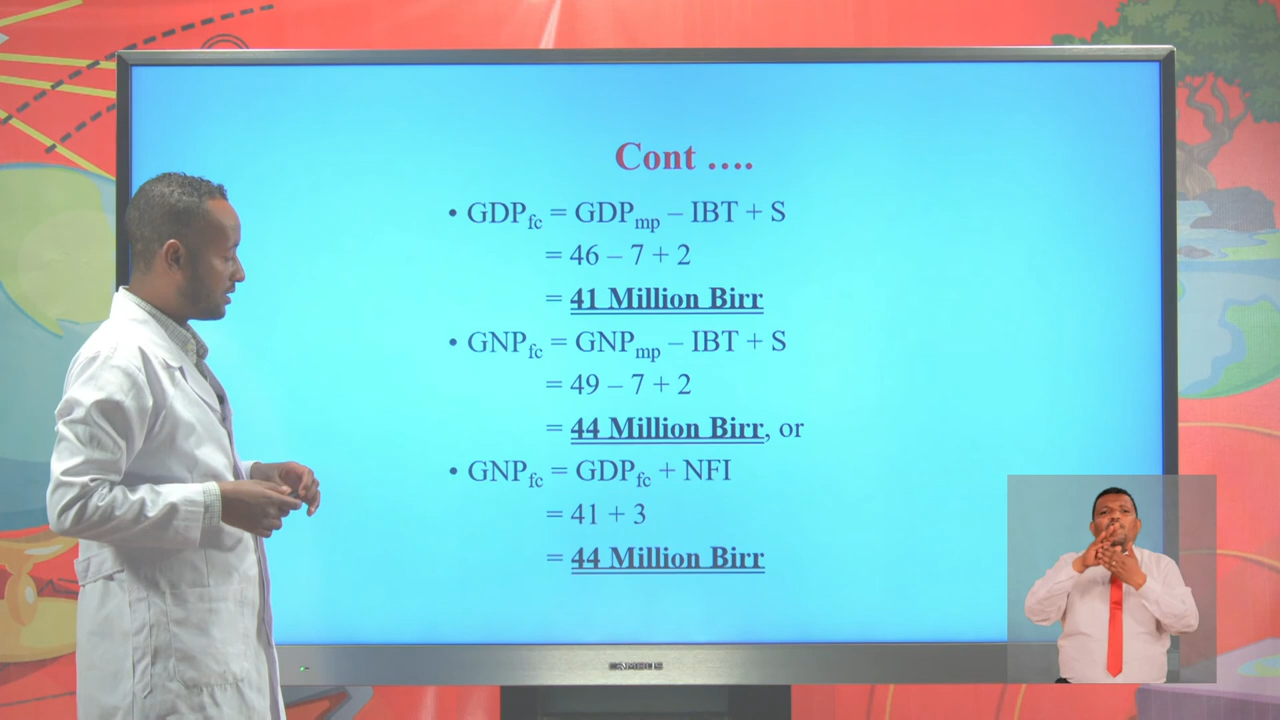 Cont ….
• GDPfc = GDPmp – IBT + S
= 46 – 7 + 2
= 41 Million Birr
• GNPfc = GNPmp – IBT + S
= 49 – 7 + 2
= 44 Million Birr, or
• GNPfc = GDPfc + NFI
= 41 + 3
= 44 Million Birr